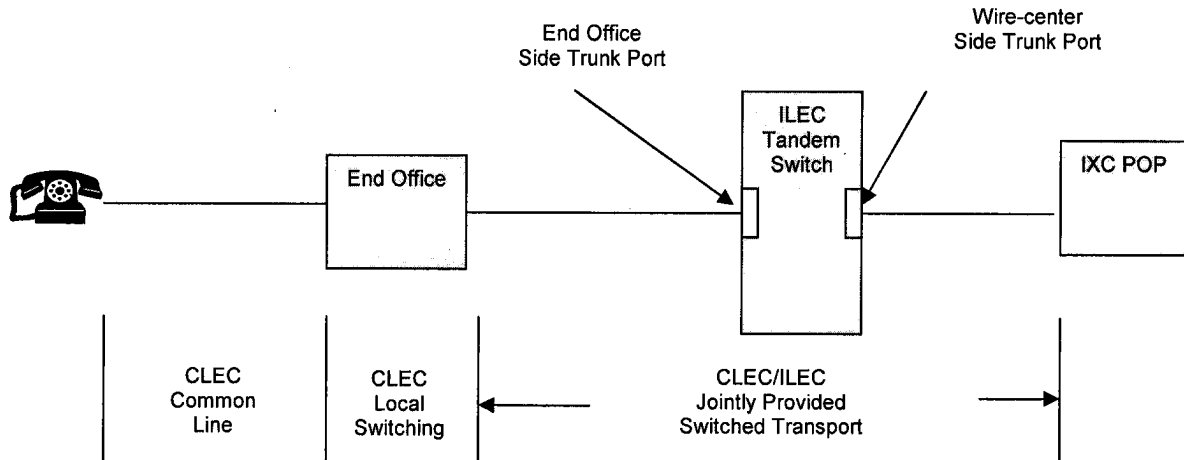 End Office
Side Trunk Port
Wire-center
Side Trunk Port
ILEC
Tandem
Switch
End Office
IXC POP
CLEC
Common
Line
CLEC
Local
Switching
CLEC/ILEC
Jointly Provided
Switched Transport